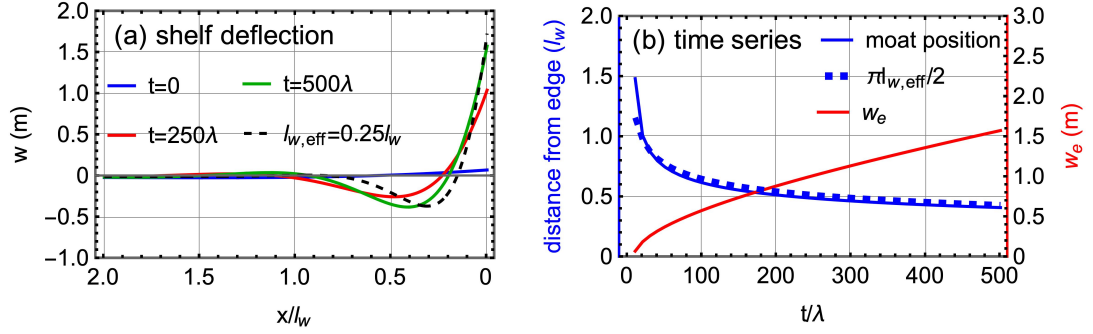 (a) shelf deflection
t=0
t=500λ
t=250λ
l_{w,eff}=0.25l_w
w (m)
2.0
1.5
1.0
0.5
0
−0.5
−1.0
2.0
1.5
1.0
0.5
0
x/l_w
(b) time series
moat position
πl_{w,eff}/2
w_e
distance from edge (l_w)
2.0
1.5
1.0
0.5
0
3.0
2.5
2.0
1.5
1.0
0.5
0
w_e (m)
0 100 200 300 400 500
t/λ